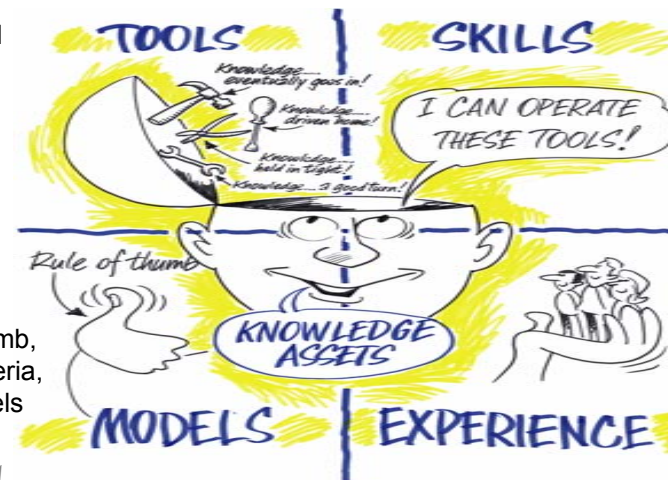 TOOLS
SKILLS
Knowledge....
eventually goes in!
Knowledge....
driven home!
Knowledge....
held in tight!
Knowledge.... a good turn!
I CAN OPERATE
THESE TOOLS!
Rule of thumb
KNOWLEDGE
ASSETS
mb,
eria,
els
MODELS
EXPERIENCE